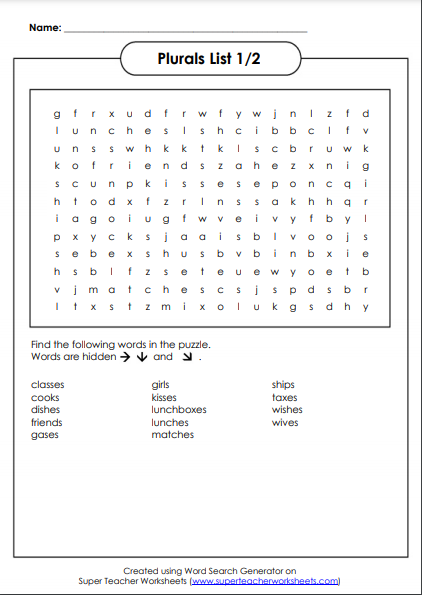 Name: ___________________________________________
Plurals List 1/2
g f r x u d f r w f y w j n l z f d
l u n c h e s l s h c i b b c l f v
u n s s w h k k t k l s c b r u w k
k o f r i e n d s z a h e z x n i g
s c u n p k i s s e s e p o n c q i
h t o d x f z r l n s s a k h h q r
i a g o i u g f w v e i v y f b y l
p x y c k s j a a i s b l v o o j s
s e b e x s h u s b v b i n b x i e
h s b l f z s e t e u e w y o e t b
v j m a t c h e s c s j s p d s b r
l t x s t z m i x o l u k g s d h y
Find the following words in the puzzle.
Words are hidden → ↓ and ↘ .
classes girls ships
cooks kisses taxes
dishes lunchboxes wishes
friends lunches wives
gases matches
Created using Word Search Generator on
Super Teacher Worksheets (www.superteacherworksheets.com)